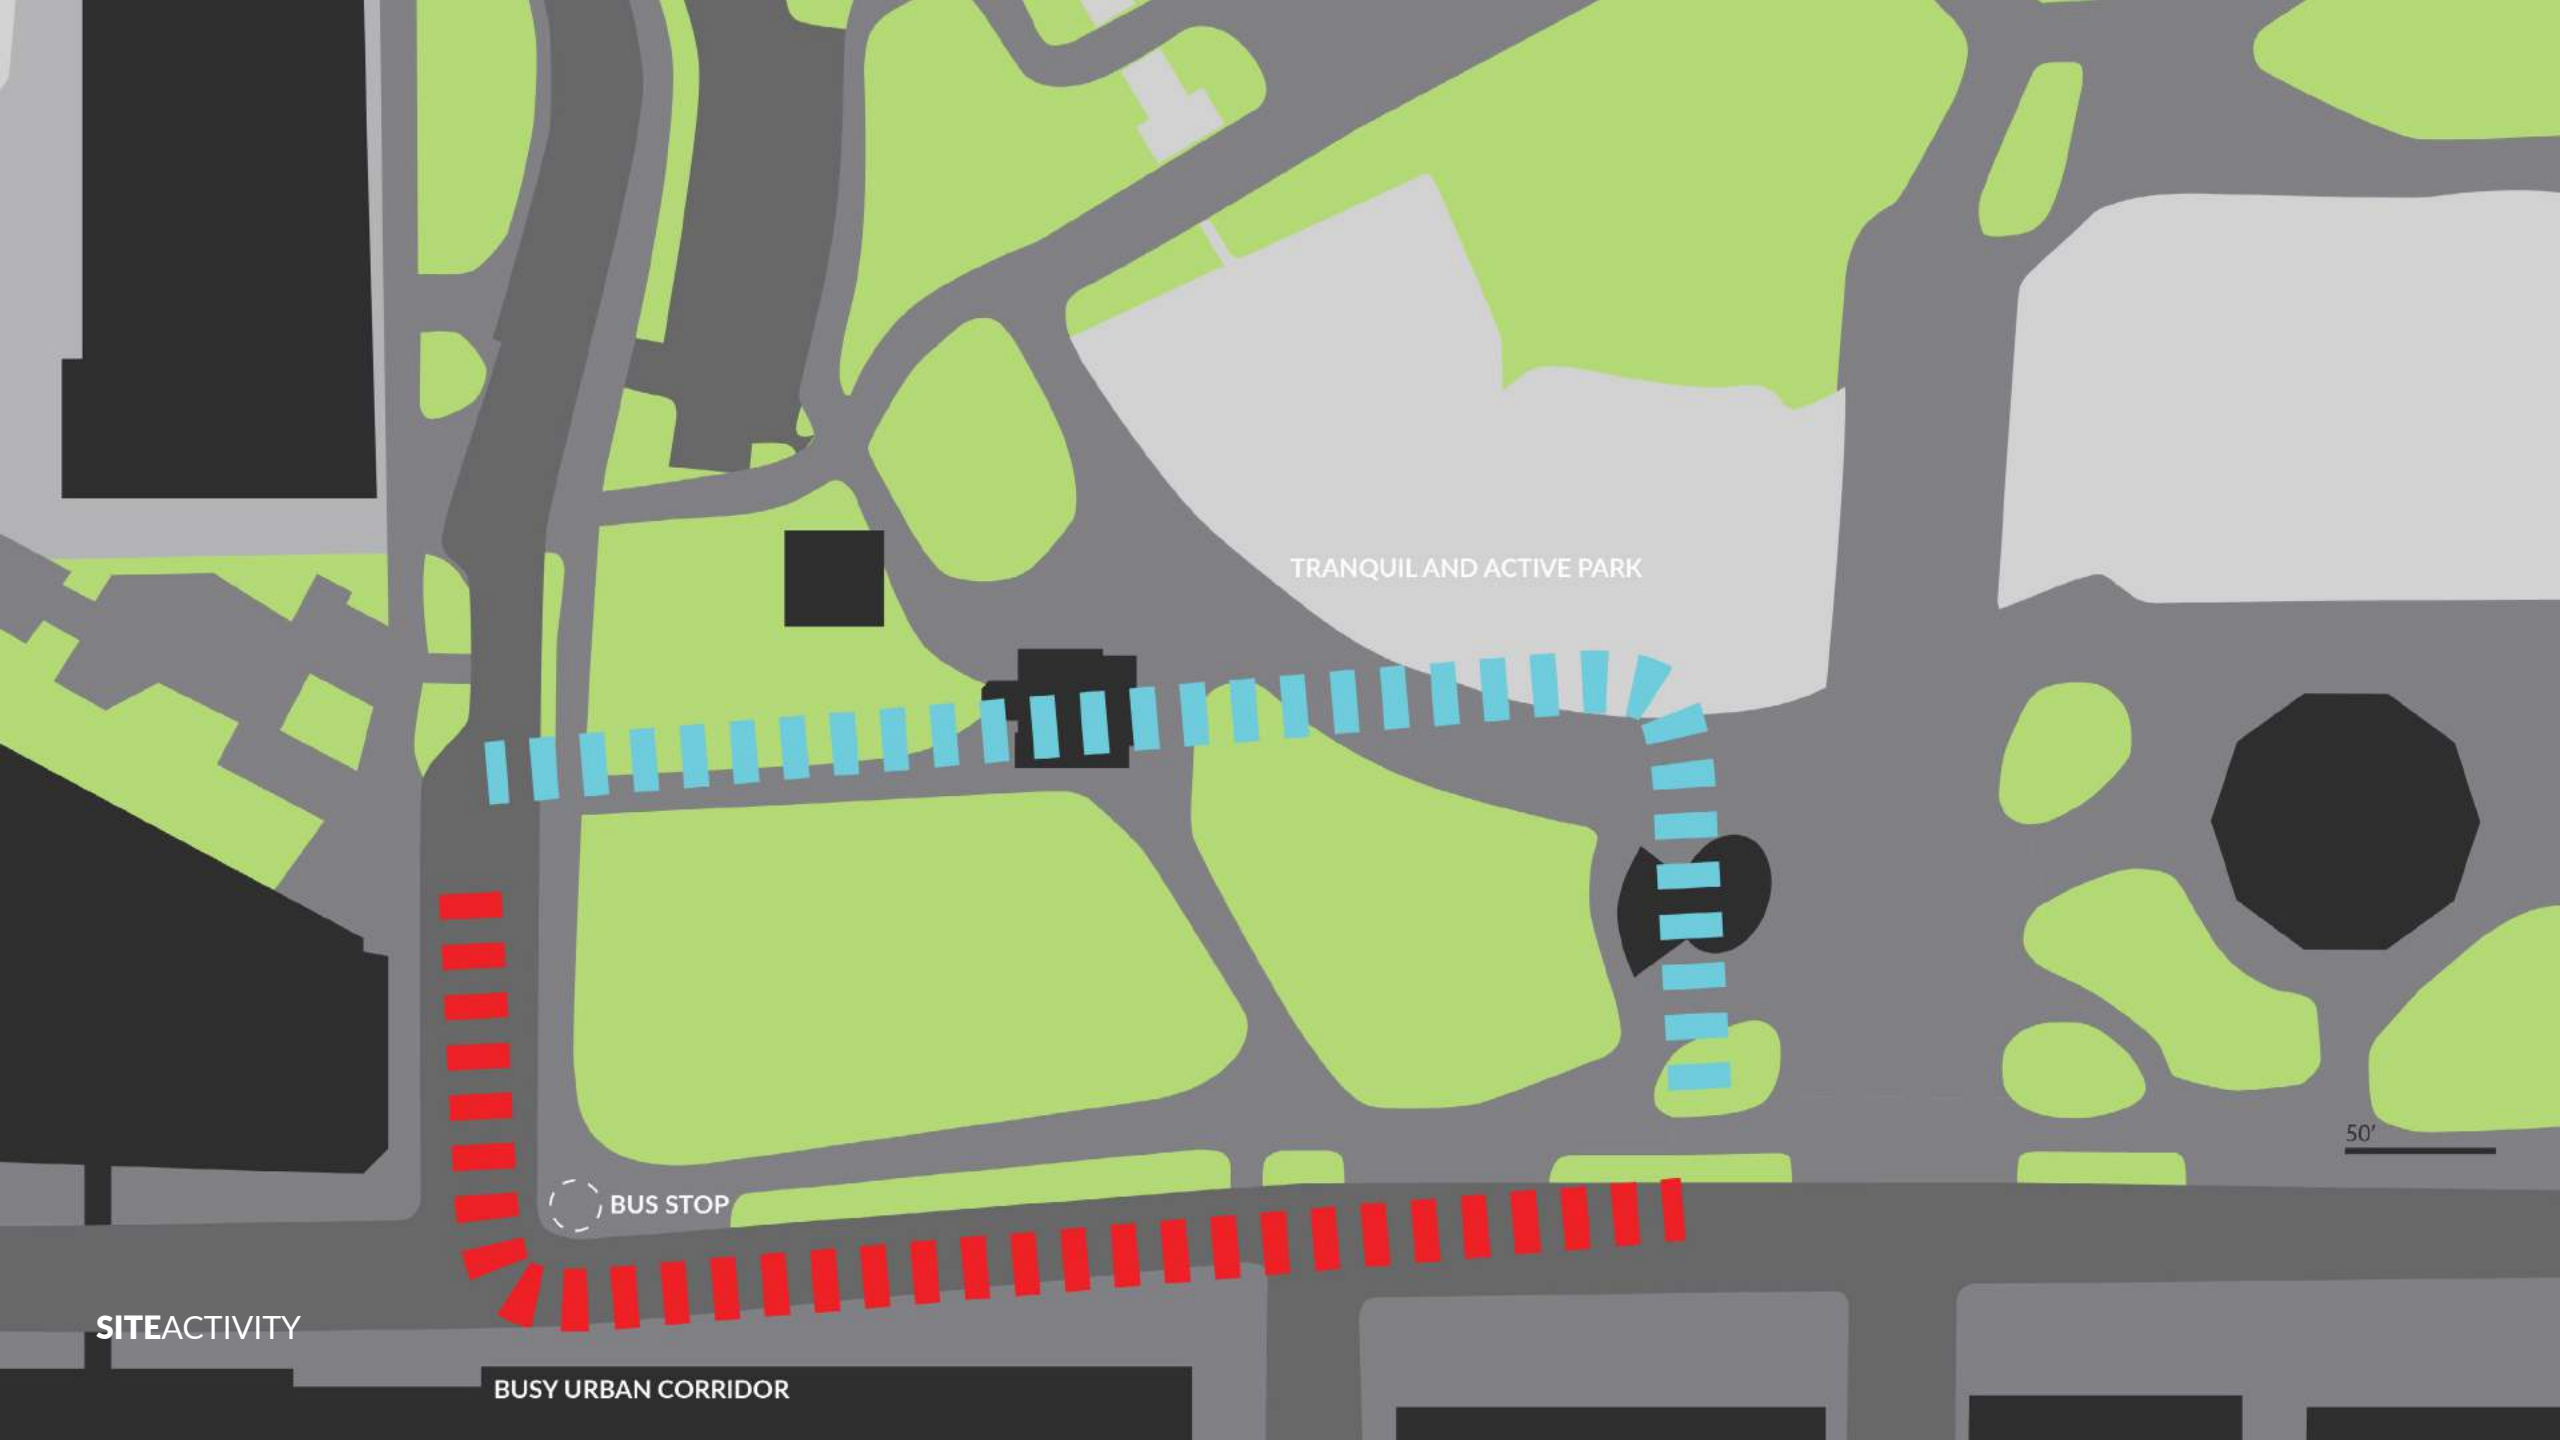 TRANQUIL AND ACTIVE PARK
50'
BUS STOP
SITEACTIVITY
BUSY URBAN CORRIDOR